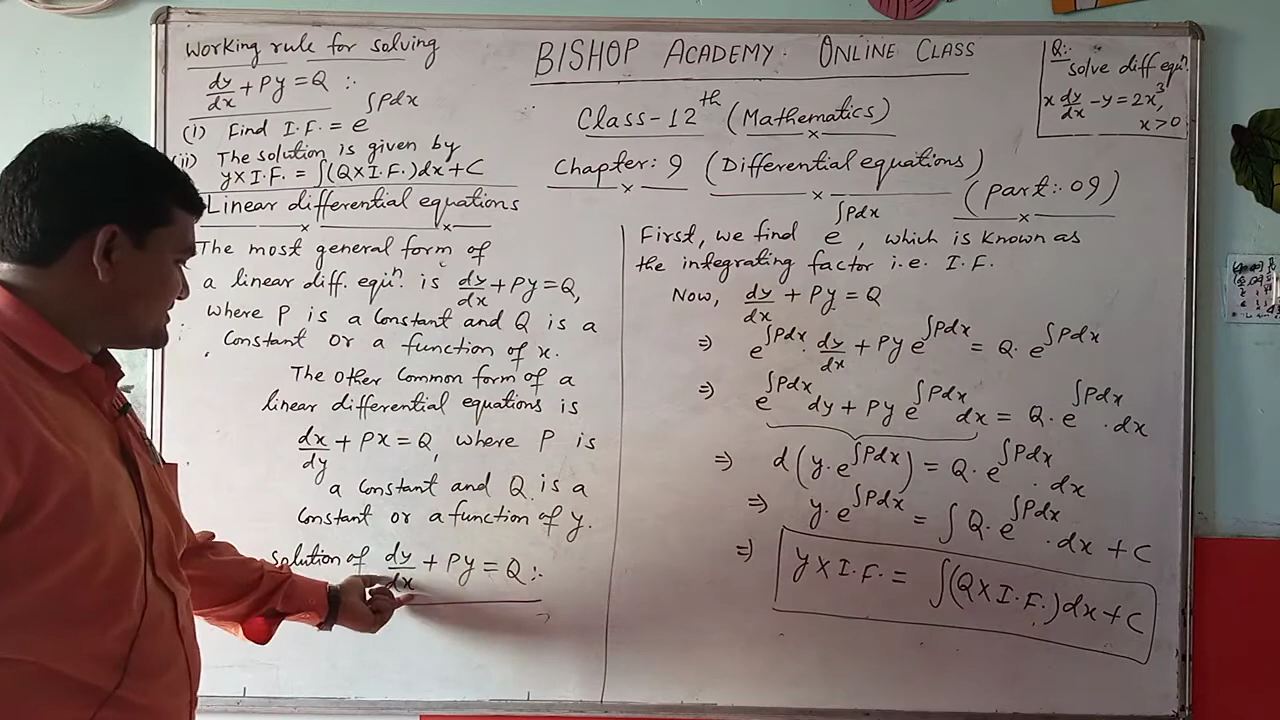 Working rule for solving
dy/dx + Py = Q :-
(i) Find I.F. = e^∫Pdx
(ii) The solution is given by
y × I.F. = ∫(Q × I.F.)dx + C
BISHOP ACADEMY: ONLINE CLASS
Class-12th (Mathematics)
Chapter: 9 (Differential equations)
(Part:- 09)
Q:-
solve diff equⁿ.
x dy/dx - y = 2x³,
x > 0
Linear differential equations
The most general form of
a linear diff. equⁿ. is dy/dx + Py = Q,
where P is a constant and Q is a
constant or a function of x.
The other common form of a
linear differential equations is
dx/dy + Px = Q, where P is
a constant and Q is a
constant or a function of y.
solution of dy/dx + Py = Q :-
First, we find e^∫Pdx, which is known as
the integrating factor i.e. I.F.
Now, dy/dx + Py = Q
⇒ e^∫Pdx · dy/dx + Py e^∫Pdx = Q · e^∫Pdx
⇒ e^∫Pdx dy + Py e^∫Pdx dx = Q · e^∫Pdx · dx
⇒ d(y · e^∫Pdx) = Q · e^∫Pdx · dx
⇒ y · e^∫Pdx = ∫Q · e^∫Pdx · dx + C
⇒ y × I.F. = ∫(Q × I.F.)dx + C